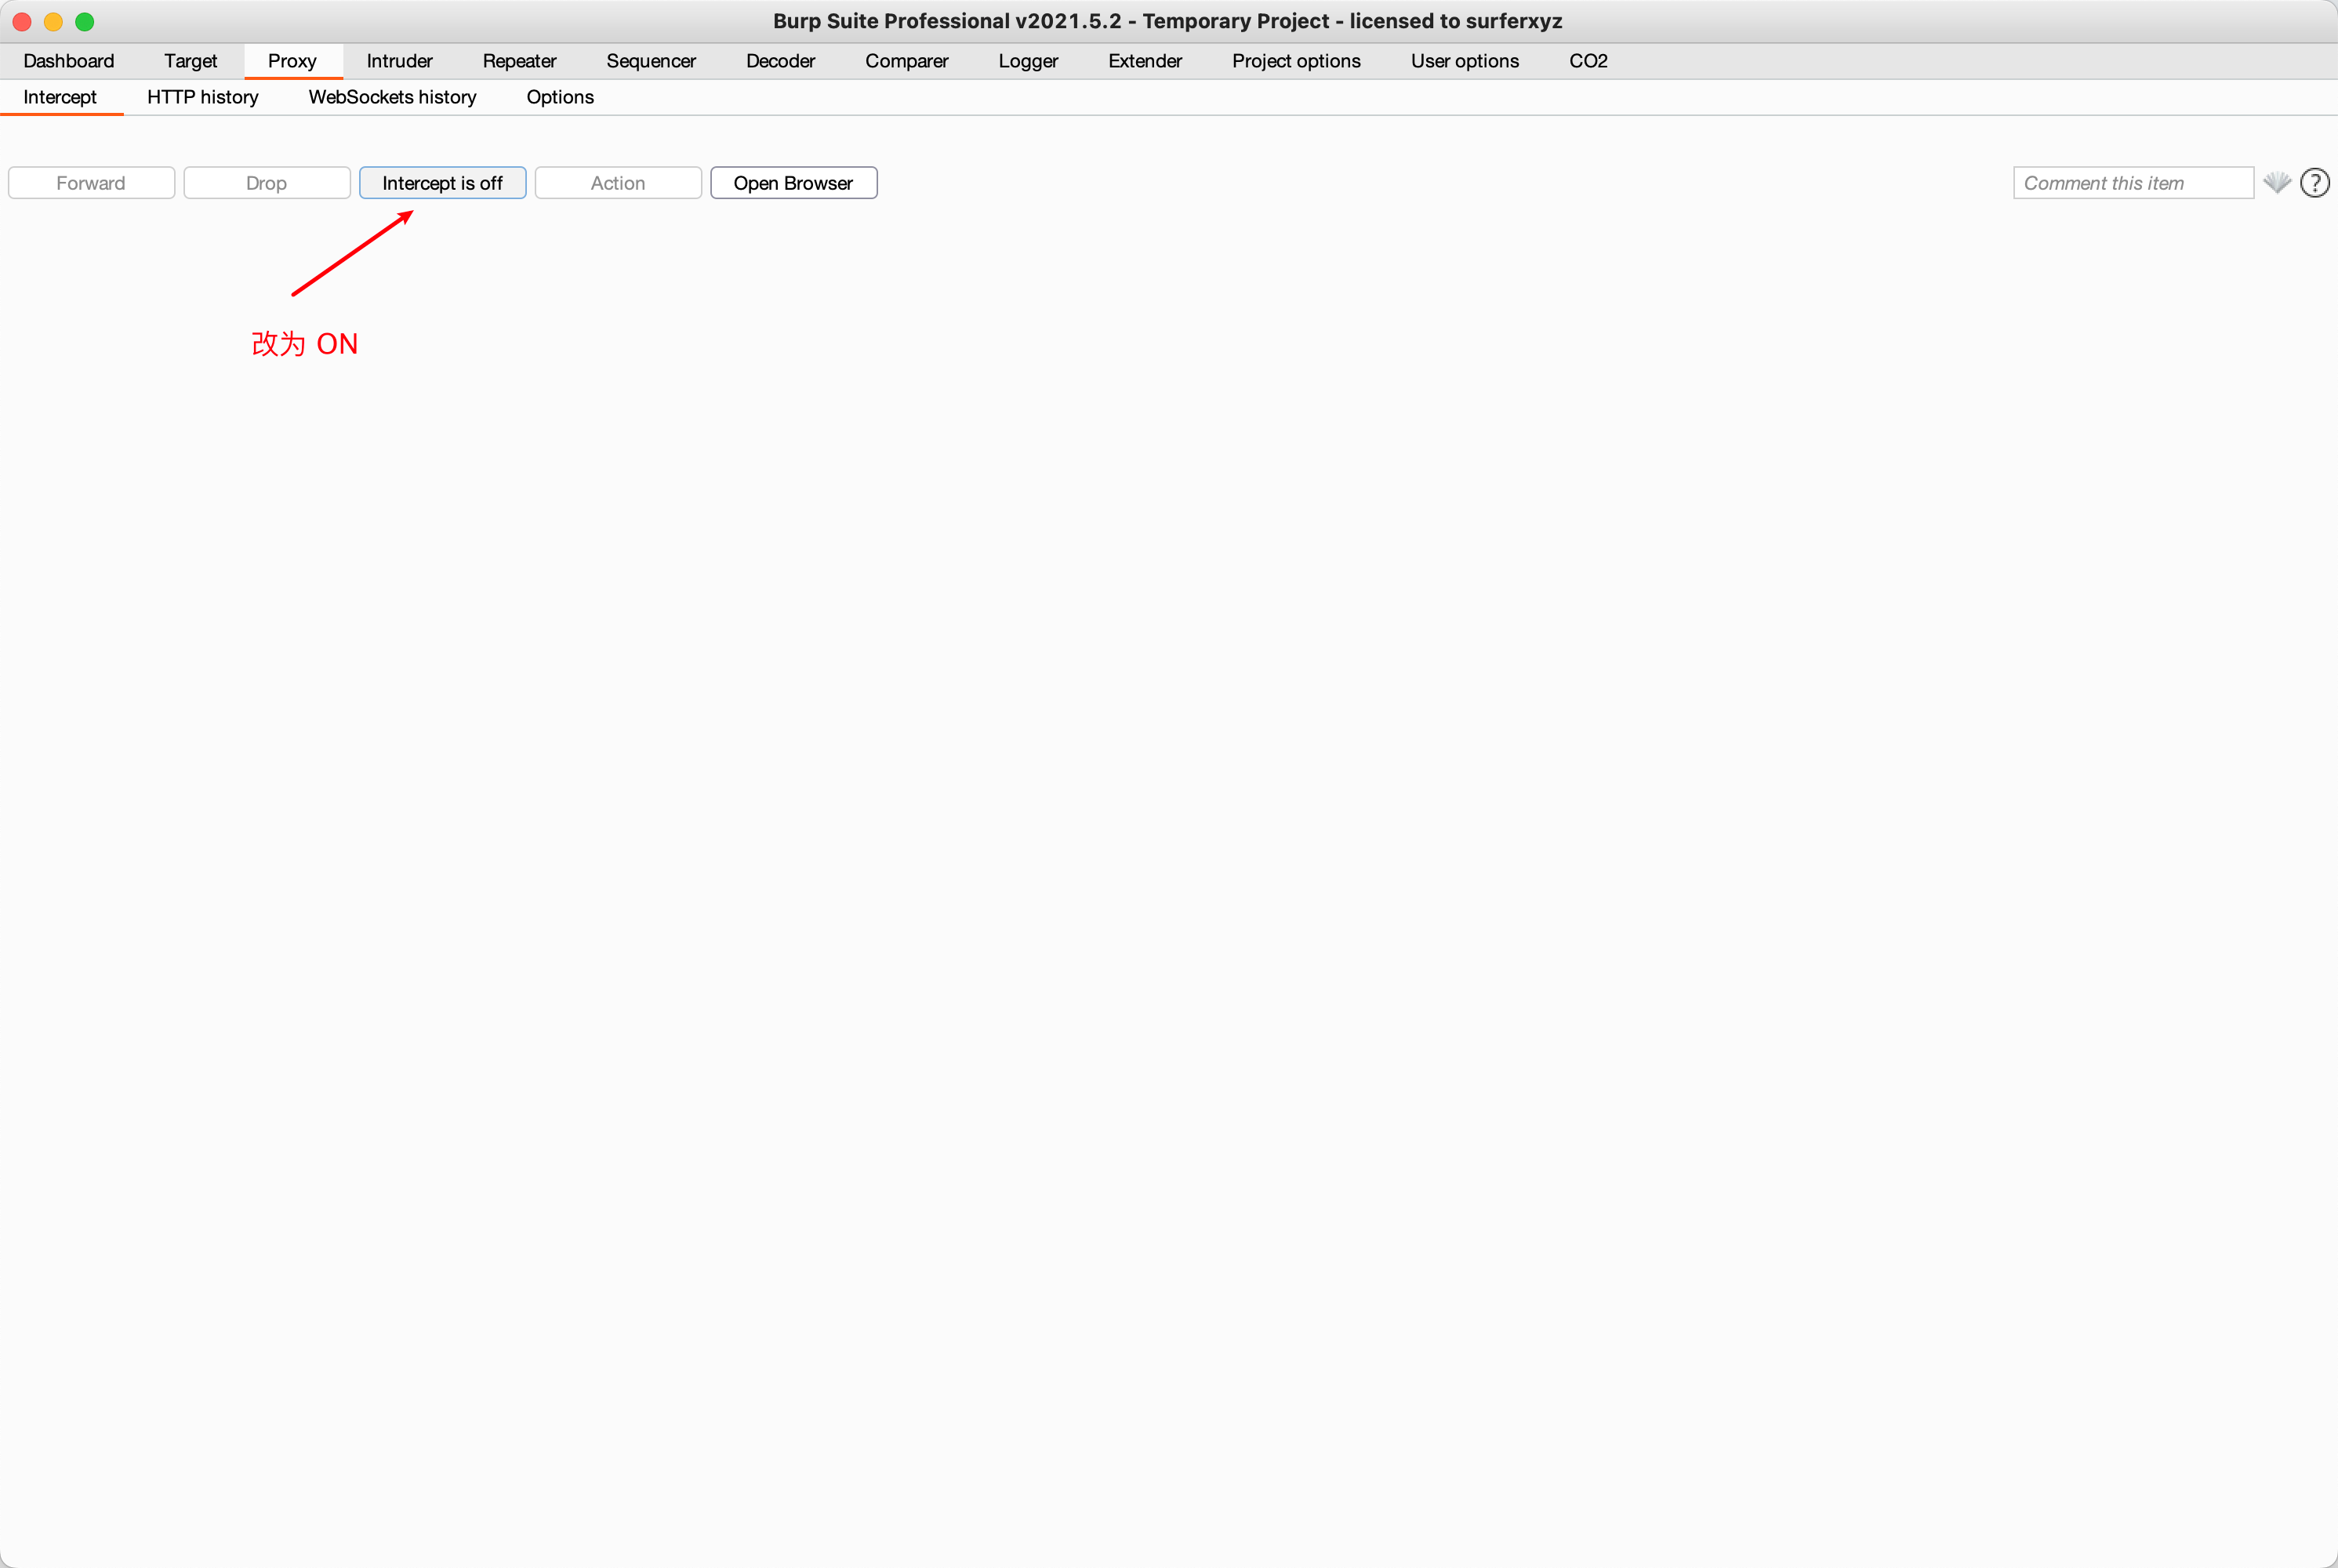 Burp Suite Professional v2021.5.2 - Temporary Project - licensed to surferxyz
Dashboard Target Proxy Intruder Repeater Sequencer Decoder Comparer Logger Extender Project options User options CO2
Intercept HTTP history WebSockets history Options
Forward Drop Intercept is off Action Open Browser Comment this item ?
改为 ON